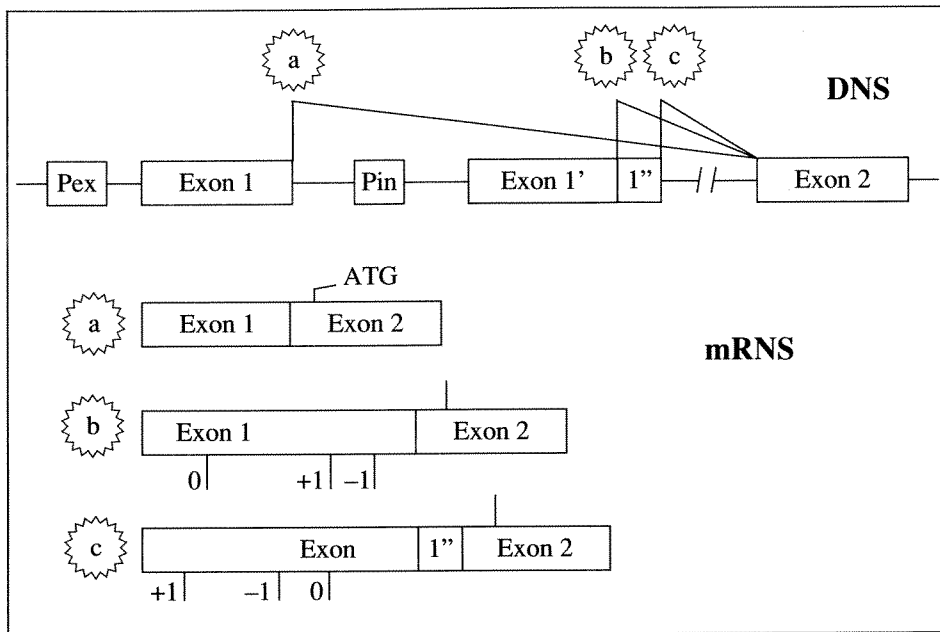 a b c
DNS
Pex Exon 1 Pin Exon 1’ 1” Exon 2
ATG
a Exon 1 Exon 2
mRNS
b Exon 1 Exon 2
0 +1 –1
c Exon 1” Exon 2
+1 –1 0